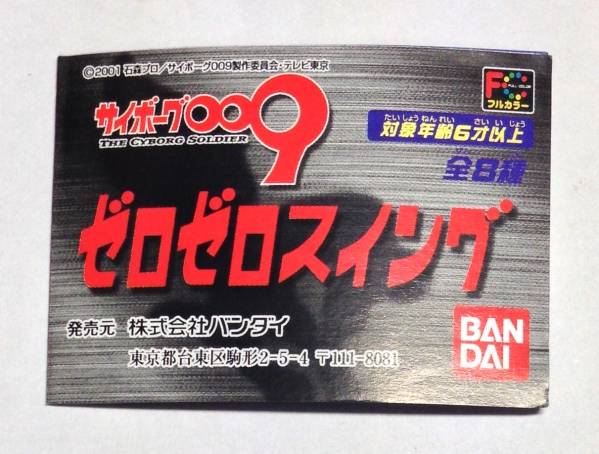 ©2001 石森プロ/サイボーグ009製作委員会・テレビ東京
F
FULL COLOR
フルカラー
サイボーグ009
THE CYBORG SOLDIER
たいしょうねんれい さいいじょう
対象年齢6才以上
全8種
ゼロゼロスイング
発売元 株式会社バンダイ
東京都台東区駒形2-5-4 〒111-8081
BAN
DAI